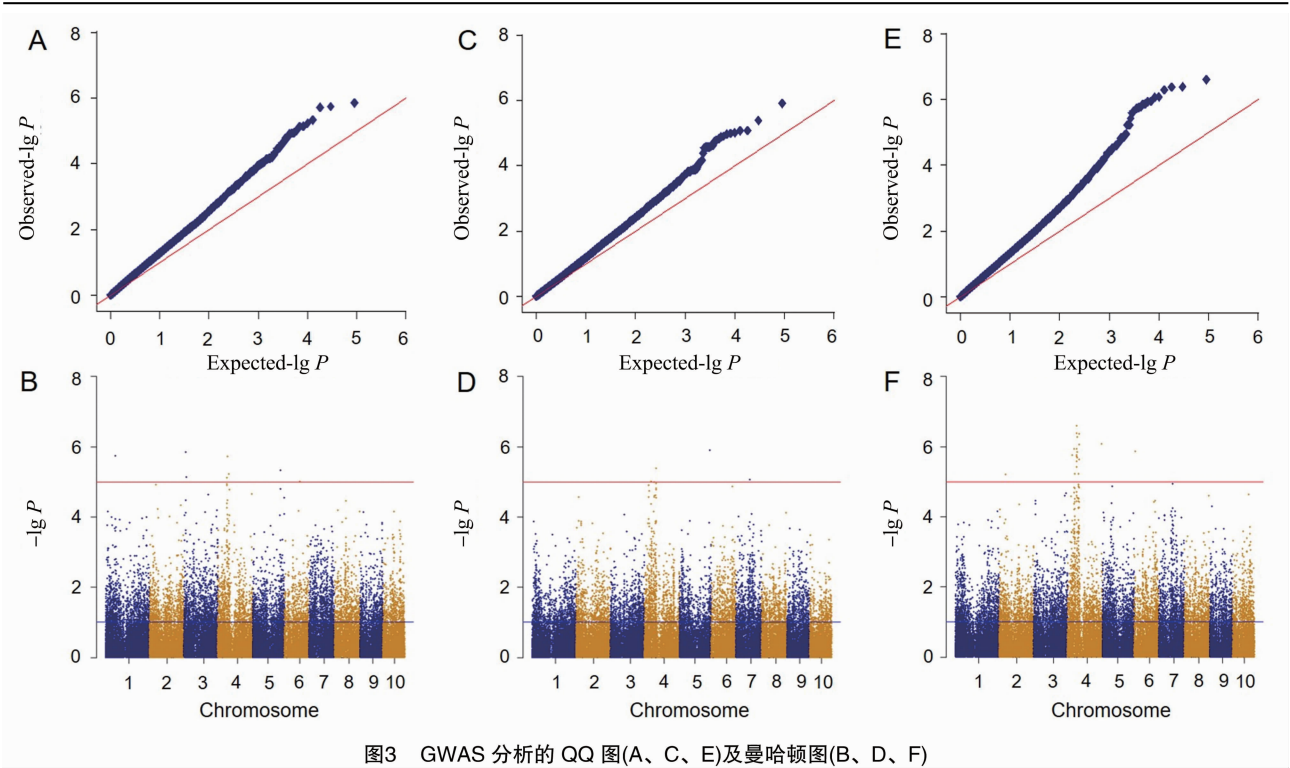 A
8
6
4
2
0
Observed-lg P
0 1 2 3 4 5 6
Expected-lg P
C
8
6
4
2
0
Observed-lg P
0 1 2 3 4 5 6
Expected-lg P
E
8
6
4
2
0
Observed-lg P
0 1 2 3 4 5 6
Expected-lg P
B
8
6
4
2
0
–lg P
1 2 3 4 5 6 7 8 9 10
Chromosome
D
8
6
4
2
0
–lg P
1 2 3 4 5 6 7 8 9 10
Chromosome
F
8
6
4
2
0
–lg P
1 2 3 4 5 6 7 8 9 10
Chromosome
图3 GWAS 分析的 QQ 图(A、C、E)及曼哈顿图(B、D、F)